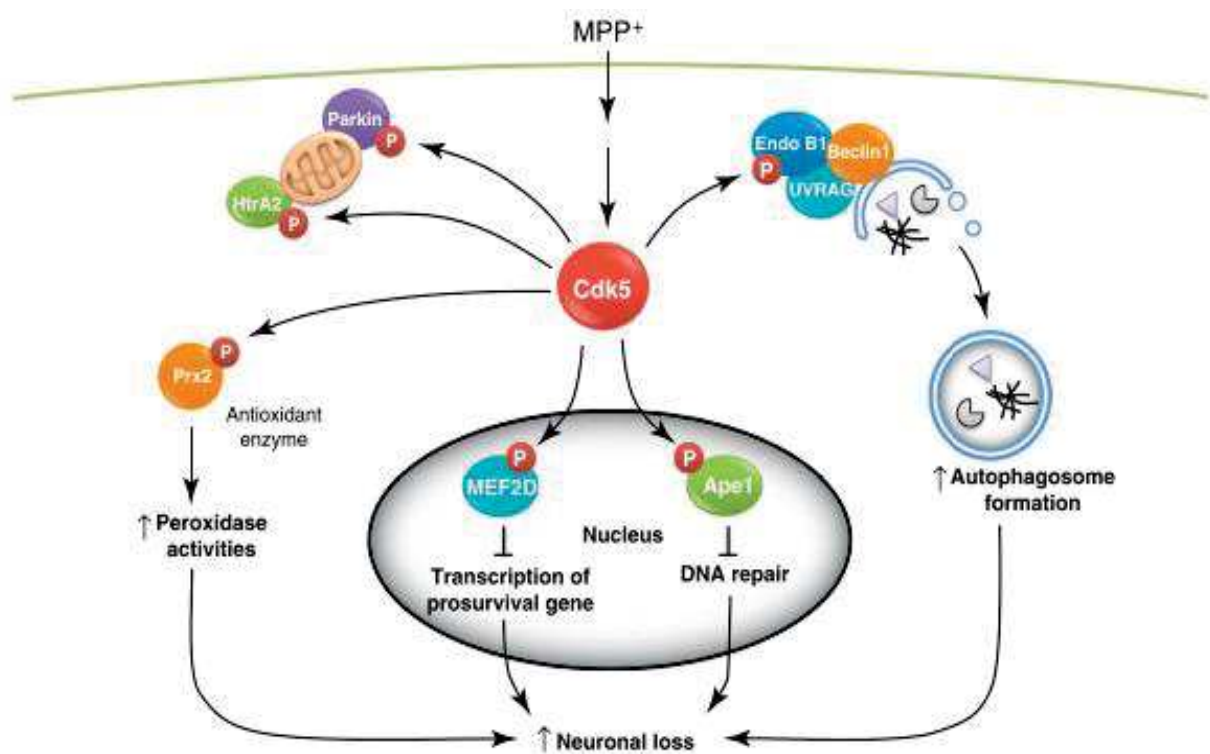 MPP+
Parkin
P
HtrA2
P
Endo B1
Beclin1
P
UVRAG
Cdk5
Prx2
P
Antioxidant
enzyme
↑ Peroxidase
activities
MEF2D
P
Transcription of
prosurvival gene
Nucleus
P
Ape1
DNA repair
↑ Autophagosome
formation
↑ Neuronal loss